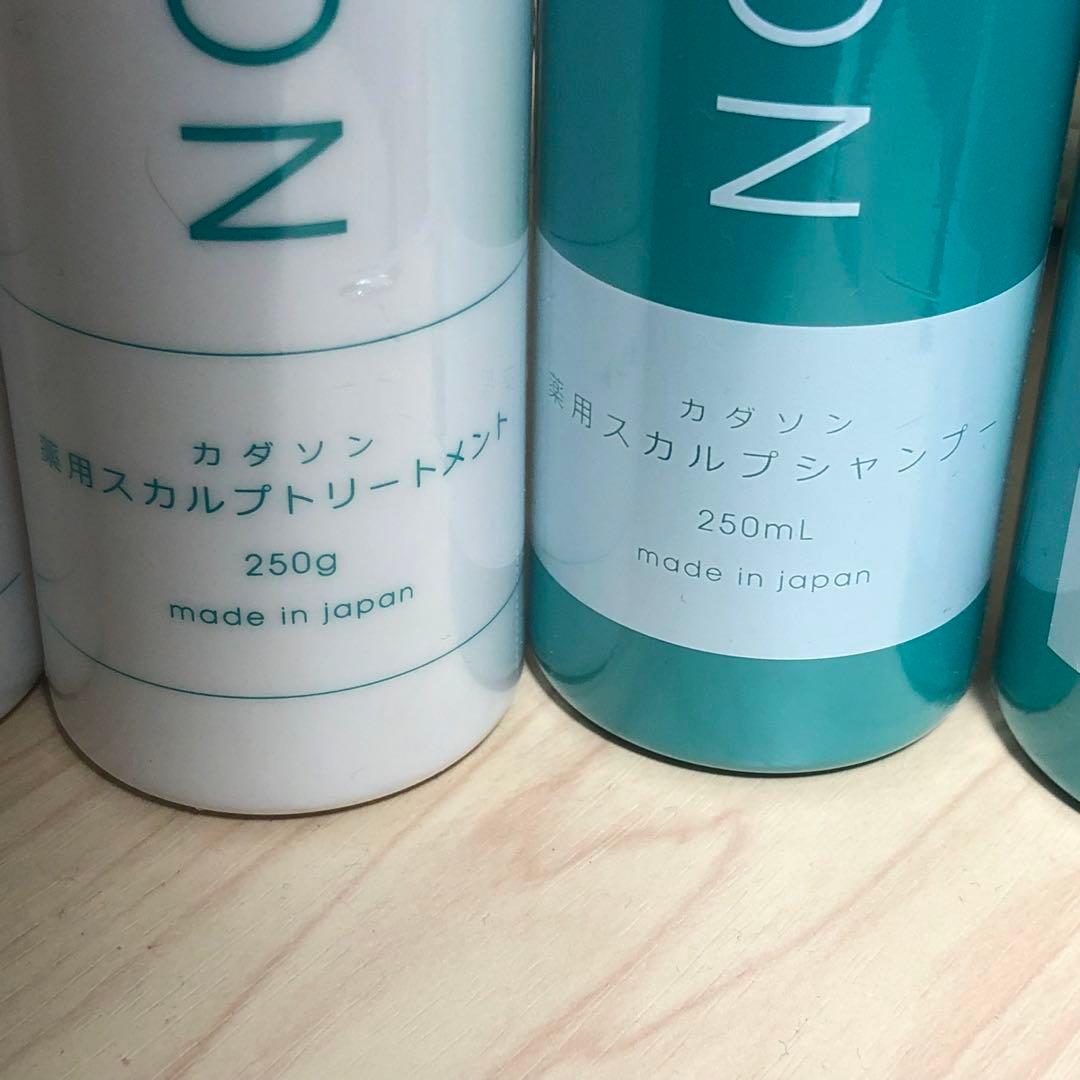 ON
カダソン
薬用スカルプトリートメント
250g
made in japan
ON
カダソン
薬用スカルプシャンプー
250mL
made in japan